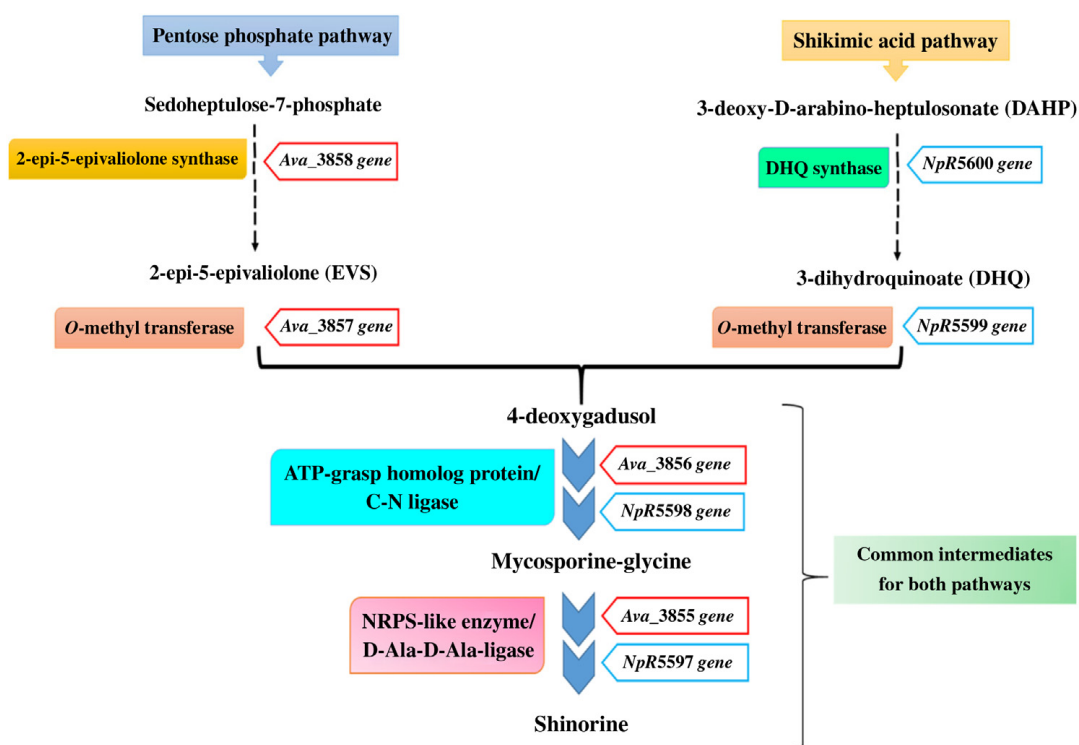 Pentose phosphate pathway
Shikimic acid pathway
Sedoheptulose-7-phosphate
3-deoxy-D-arabino-heptulosonate (DAHP)
2-epi-5-epivaliolone synthase
Ava_3858 gene
DHQ synthase
NpR5600 gene
2-epi-5-epivaliolone (EVS)
3-dihydroquinoate (DHQ)
O-methyl transferase
Ava_3857 gene
O-methyl transferase
NpR5599 gene
4-deoxygadusol
ATP-grasp homolog protein/
C-N ligase
Ava_3856 gene
NpR5598 gene
Mycosporine-glycine
Common intermediates
for both pathways
NRPS-like enzyme/
D-Ala-D-Ala-ligase
Ava_3855 gene
NpR5597 gene
Shinorine